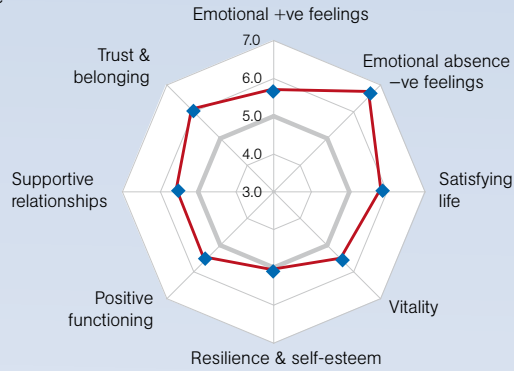 Emotional +ve feelings
7.0
Trust &
belonging
Emotional absence
–ve feelings
6.0
5.0
4.0
3.0
Supportive
relationships
Satisfying
life
Positive
functioning
Vitality
Resilience & self-esteem